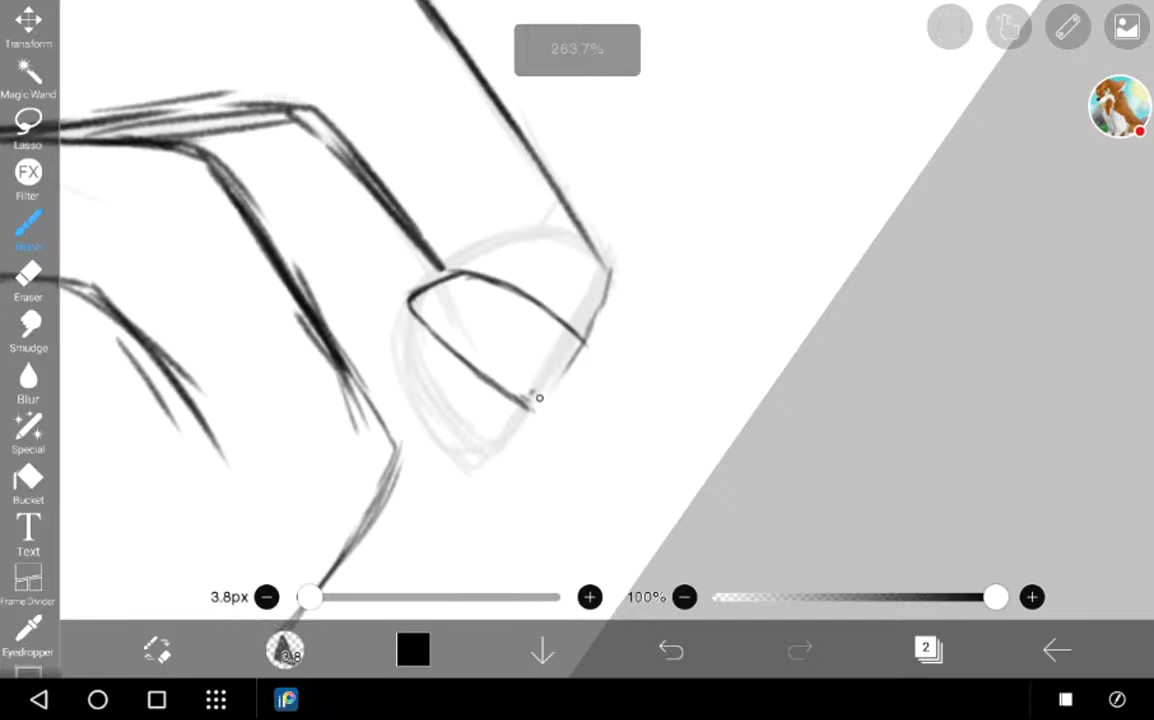 Transform
263.7%
Magic Wand
Lasso
FX
Filter
Brush
Eraser
Smudge
Blur
Special
Bucket
T
Text
Frame Divider
Eyedropper
3.8px
100%
3.8
2
iP